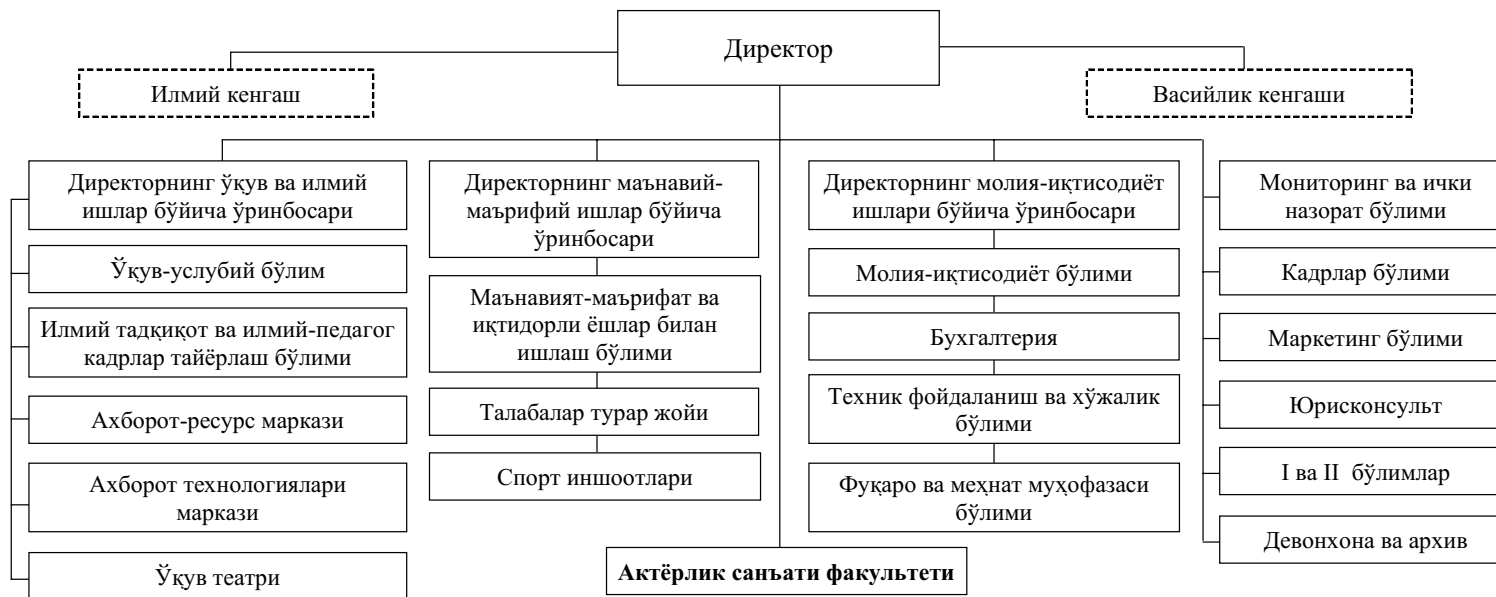 Директор
Илмий кенгаш
Васийлик кенгаши
Директорнинг ўқув ва илмий
ишлар бўйича ўринбосари
Ўқув-услубий бўлим
Илмий тадқиқот ва илмий-педагог
кадрлар тайёрлаш бўлими
Ахборот-ресурс маркази
Ахборот технологиялари
маркази
Ўқув театри
Директорнинг маънавий-
маърифий ишлар бўйича
ўринбосари
Маънавият-маърифат ва
иқтидорли ёшлар билан
ишлаш бўлими
Талабалар турар жойи
Спорт иншоотлари
Директорнинг молия-иқтисодиёт
ишлари бўйича ўринбосари
Молия-иқтисодиёт бўлими
Бухгалтерия
Техник фойдаланиш ва хўжалик
бўлими
Фуқаро ва меҳнат муҳофазаси
бўлими
Мониторинг ва ички
назорат бўлими
Кадрлар бўлими
Маркетинг бўлими
Юрисконсульт
I ва II бўлимлар
Девонхона ва архив
Актёрлик санъати факультети